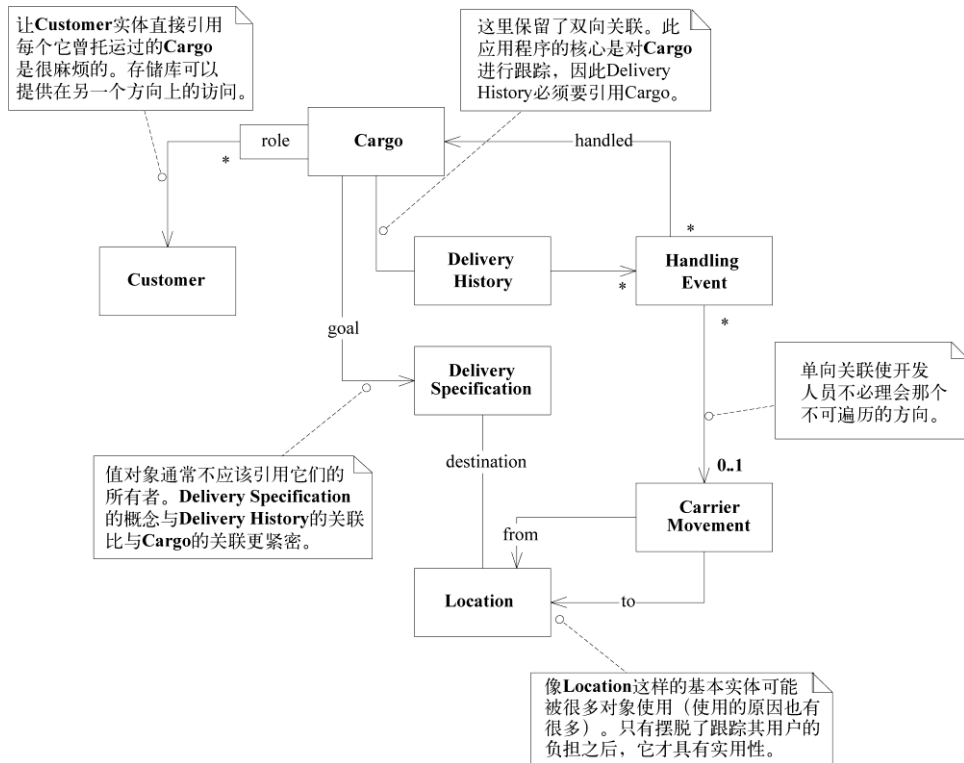 让Customer实体直接引用
每个它曾托运过的Cargo
是很麻烦的。存储库可以
提供在另一个方向上的访问。
这里保留了双向关联。此
应用程序的核心是对Cargo
进行跟踪，因此Delivery
History必须要引用Cargo。
role
*
Cargo
handled
*
Customer
Delivery
History
*
Handling
Event
*
goal
Delivery
Specification
单向关联使开发
人员不必理会那个
不可遍历的方向。
destination
0..1
值对象通常不应该引用它们的
所有者。Delivery Specification
的概念与Delivery History的关联
比与Cargo的关联更紧密。
Carrier
Movement
from
Location
to
像Location这样的基本实体可能
被很多对象使用（使用的原因也有
很多）。只有摆脱了跟踪其用户的
负担之后，它才具有实用性。